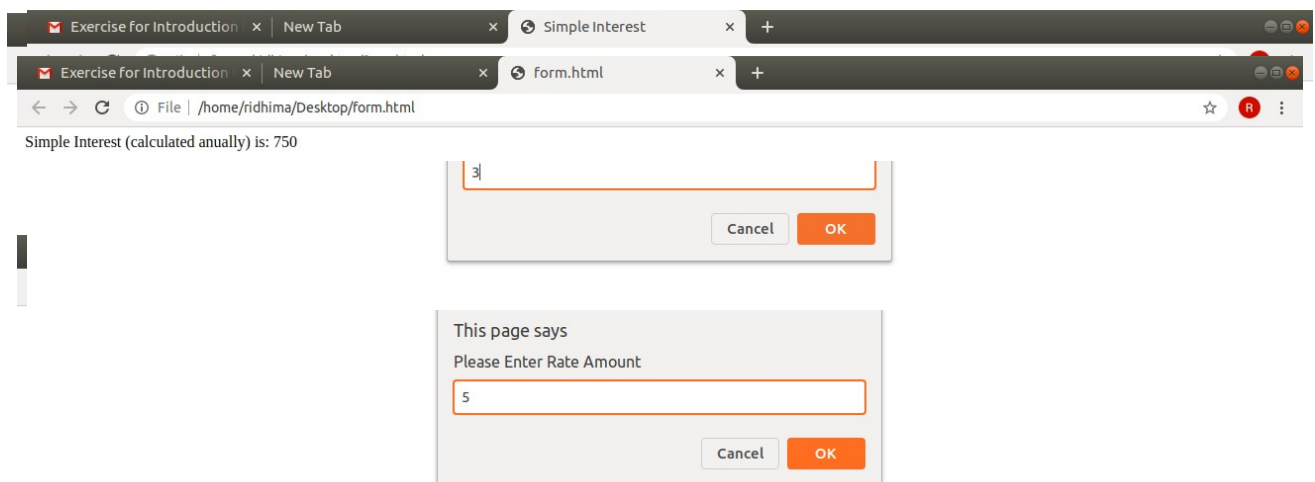 Exercise for Introduction New Tab Simple Interest
Exercise for Introduction New Tab form.html
File /home/ridhima/Desktop/form.html R
Simple Interest (calculated anually) is: 750
3
Cancel OK
This page says
Please Enter Rate Amount
5
Cancel OK